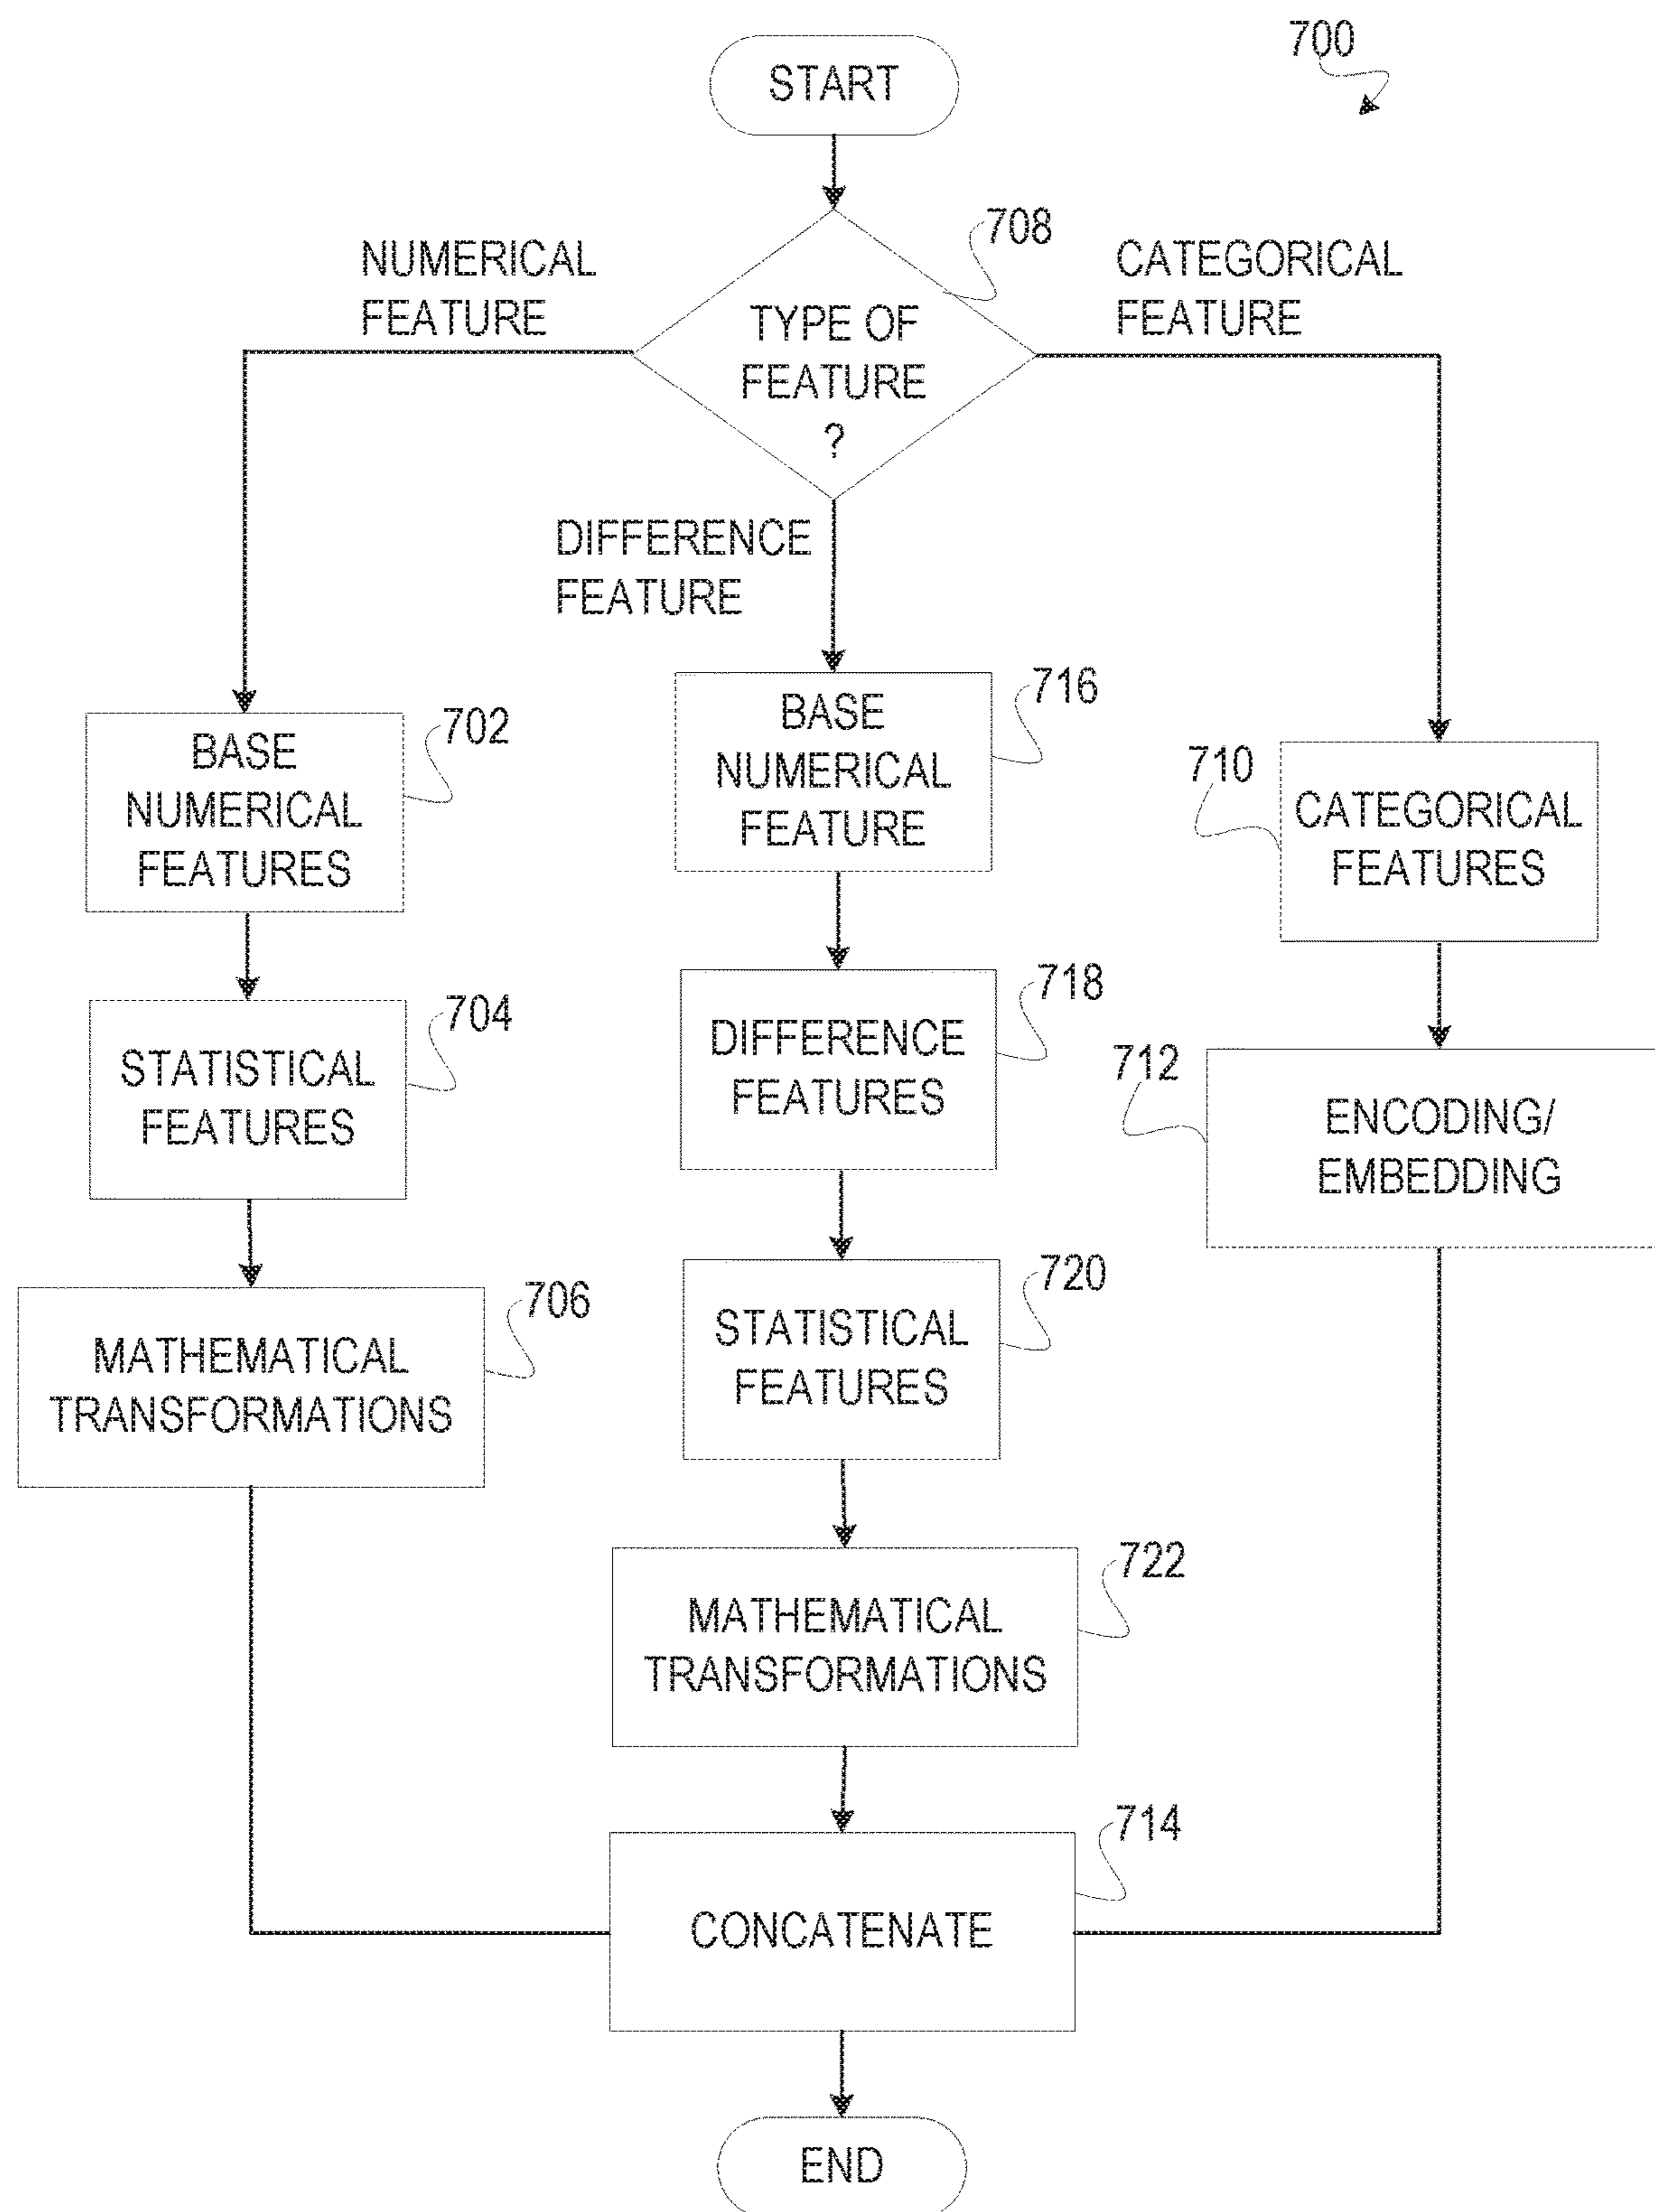 700
START
708
NUMERICAL
FEATURE
CATEGORICAL
FEATURE
TYPE OF
FEATURE
?
DIFFERENCE
FEATURE
702
BASE
NUMERICAL
FEATURES
716
BASE
NUMERICAL
FEATURE
710
CATEGORICAL
FEATURES
704
STATISTICAL
FEATURES
718
DIFFERENCE
FEATURES
712
ENCODING/
EMBEDDING
706
MATHEMATICAL
TRANSFORMATIONS
720
STATISTICAL
FEATURES
722
MATHEMATICAL
TRANSFORMATIONS
714
CONCATENATE
END